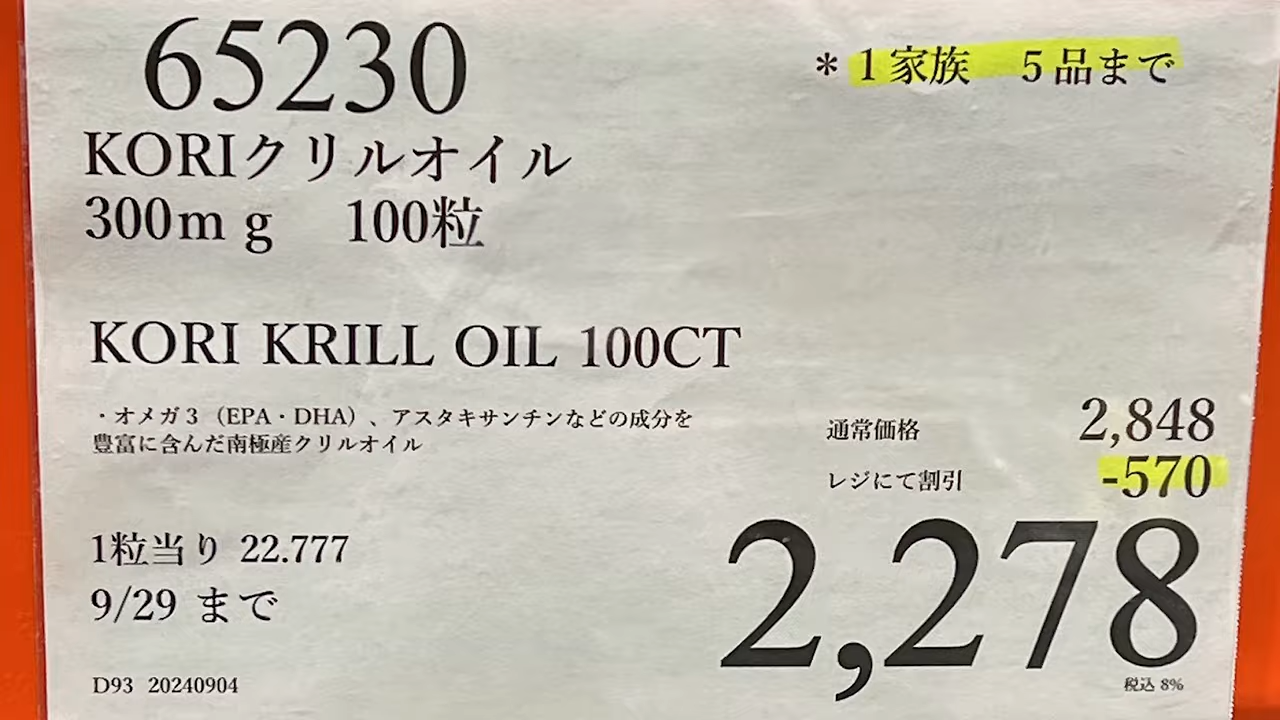 65230
＊1家族　5品まで
KORIクリルオイル
300ｍｇ　100粒
KORI KRILL OIL 100CT
・オメガ３（EPA・DHA）、アスタキサンチンなどの成分を
豊富に含んだ南極産クリルオイル
通常価格 2,848
レジにて割引 -570
2,278
税込 8%
1粒当り 22.777
9/29 まで
D93 20240904